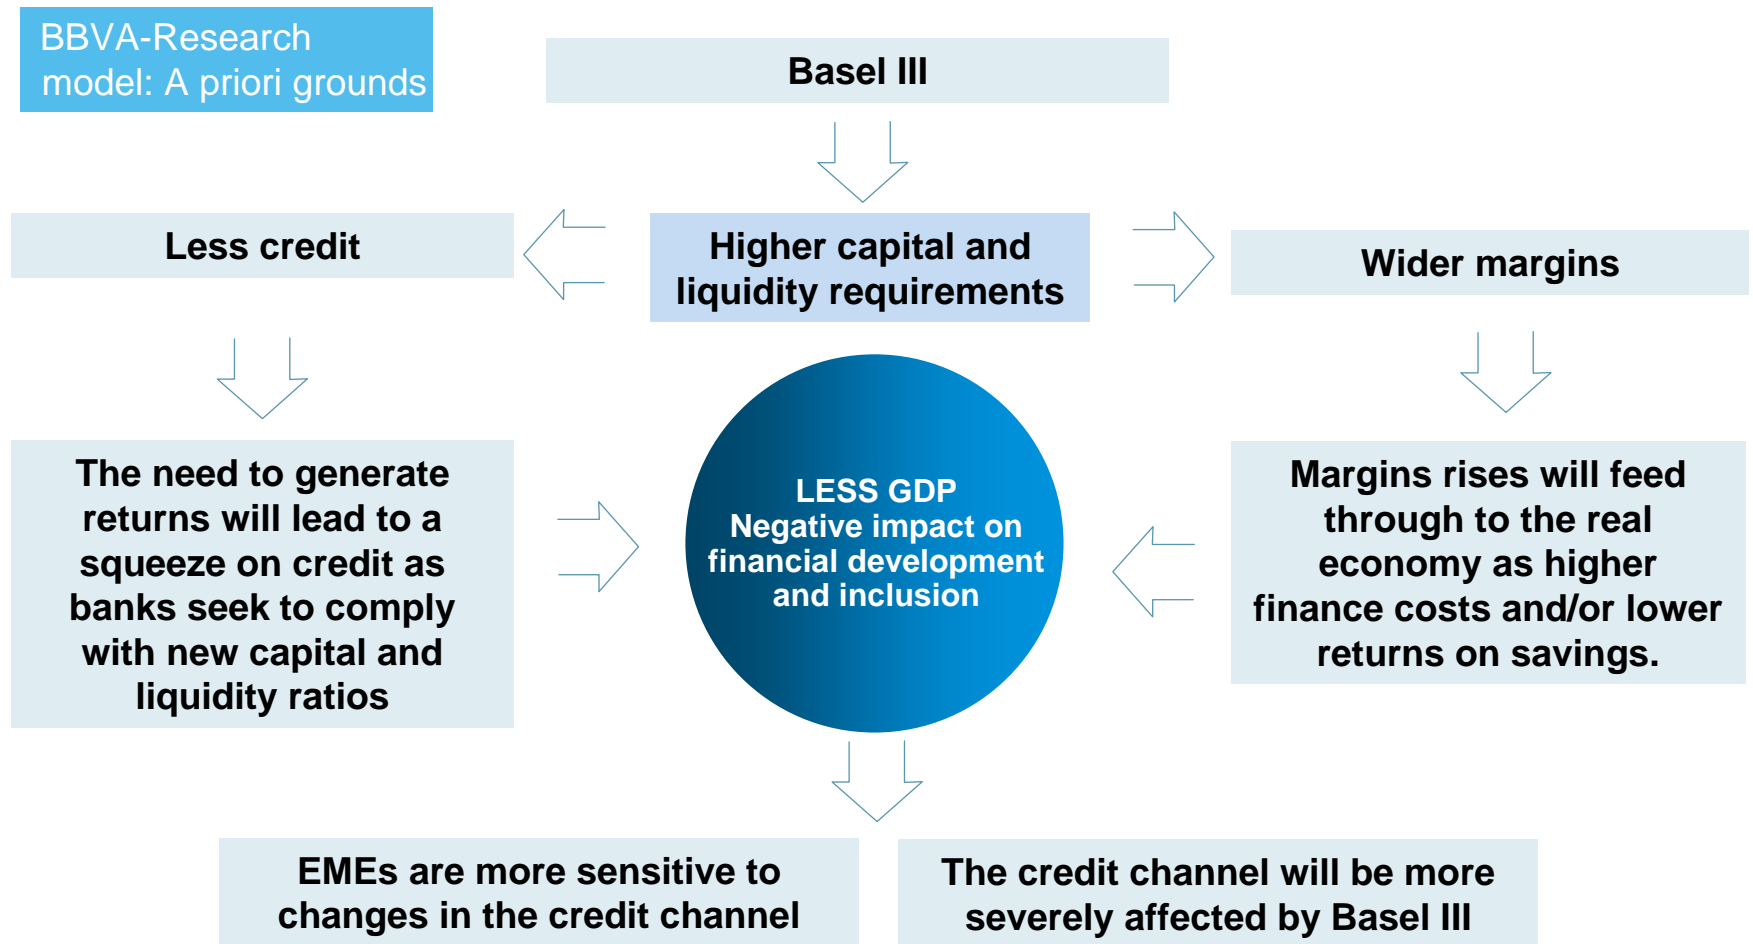 BBVA-Research
model: A priori grounds
Basel III
Less credit
Higher capital and
liquidity requirements
Wider margins
The need to generate
returns will lead to a
squeeze on credit as
banks seek to comply
with new capital and
liquidity ratios
LESS GDP
Negative impact on
financial development
and inclusion
Margins rises will feed
through to the real
economy as higher
finance costs and/or lower
returns on savings.
EMEs are more sensitive to
changes in the credit channel
The credit channel will be more
severely affected by Basel III